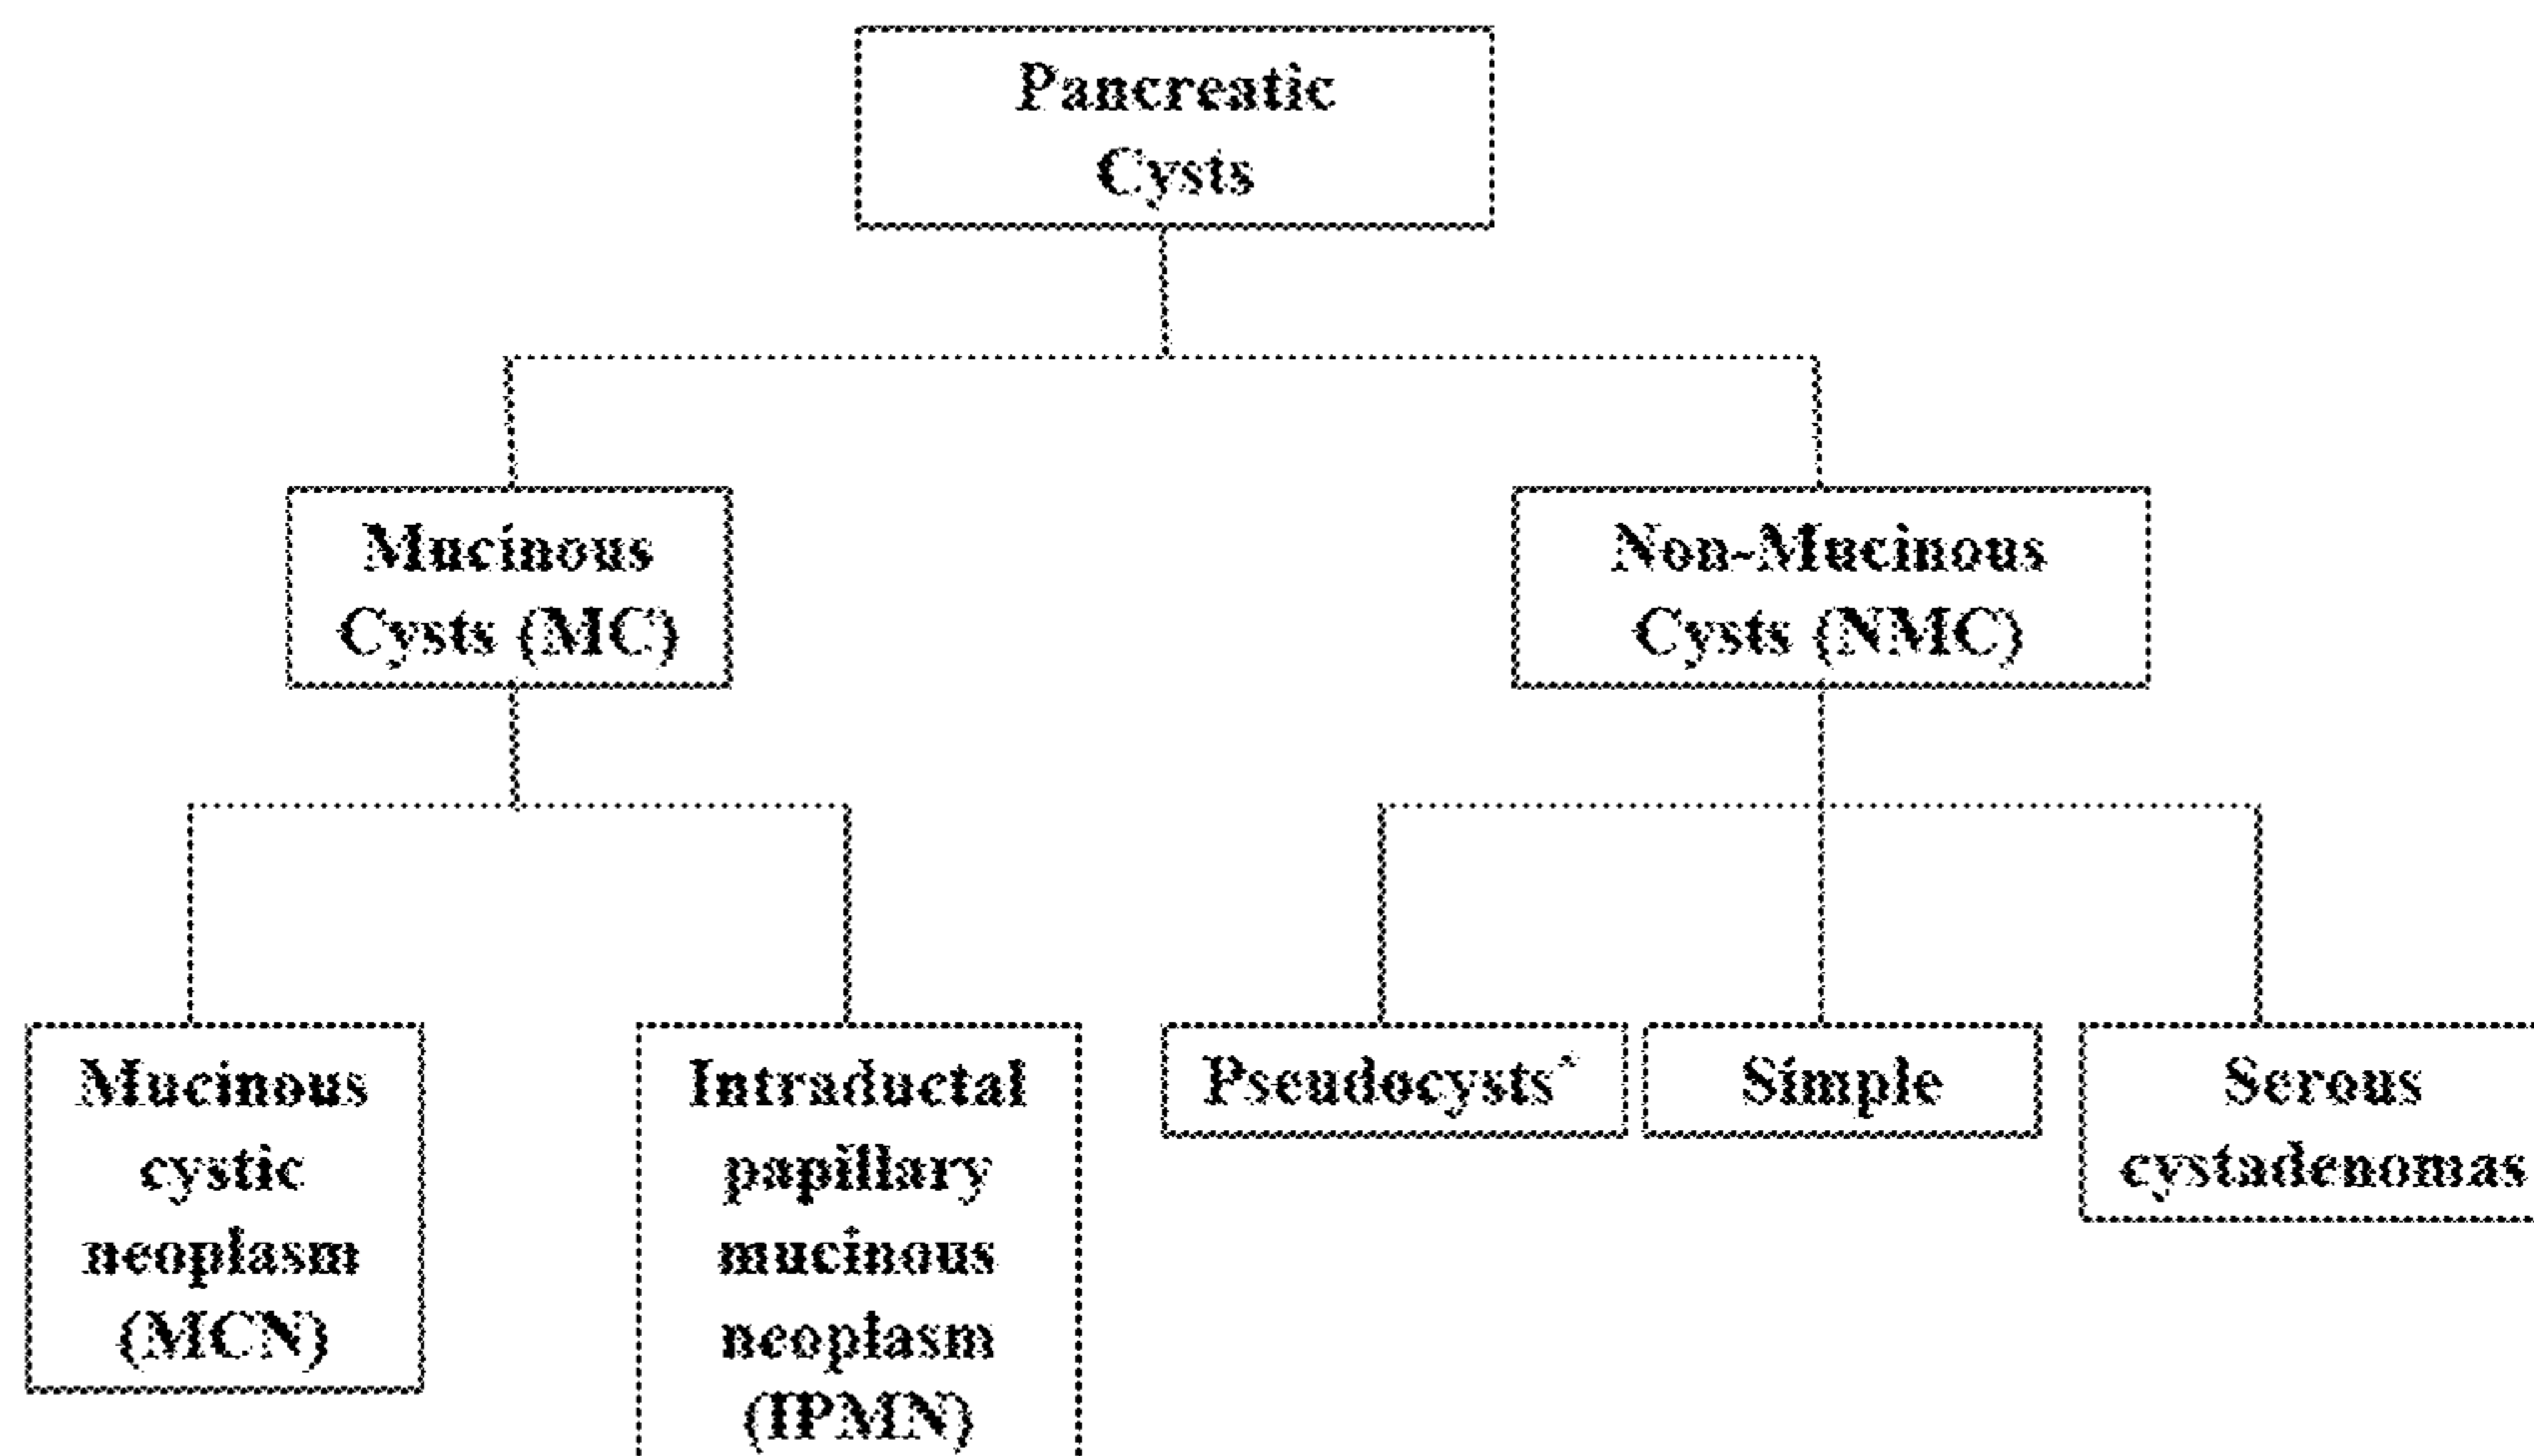 Pancreatic
Cysts
Mucinous
Cysts (MC)
Non-Mucinous
Cysts (NMC)
Mucinous
cystic
neoplasm
(MCN)
Intraductal
papillary
mucinous
neoplasm
(IPMN)
Pseudocysts*
Simple
Serous
cystadenomas